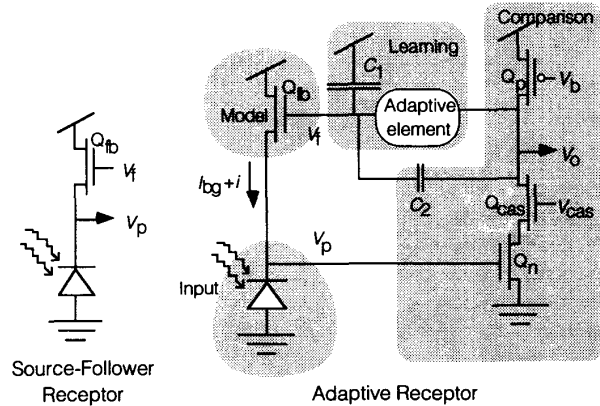 Comparison
Learning
C1
Qfb
Model
Vf
Adaptive
element
Qp
Vb
Vo
C2
Qcas
Vcas
Ibg+i
Vp
Qn
Input
Qfb
Vf
Vp
Source-Follower
Receptor
Adaptive Receptor